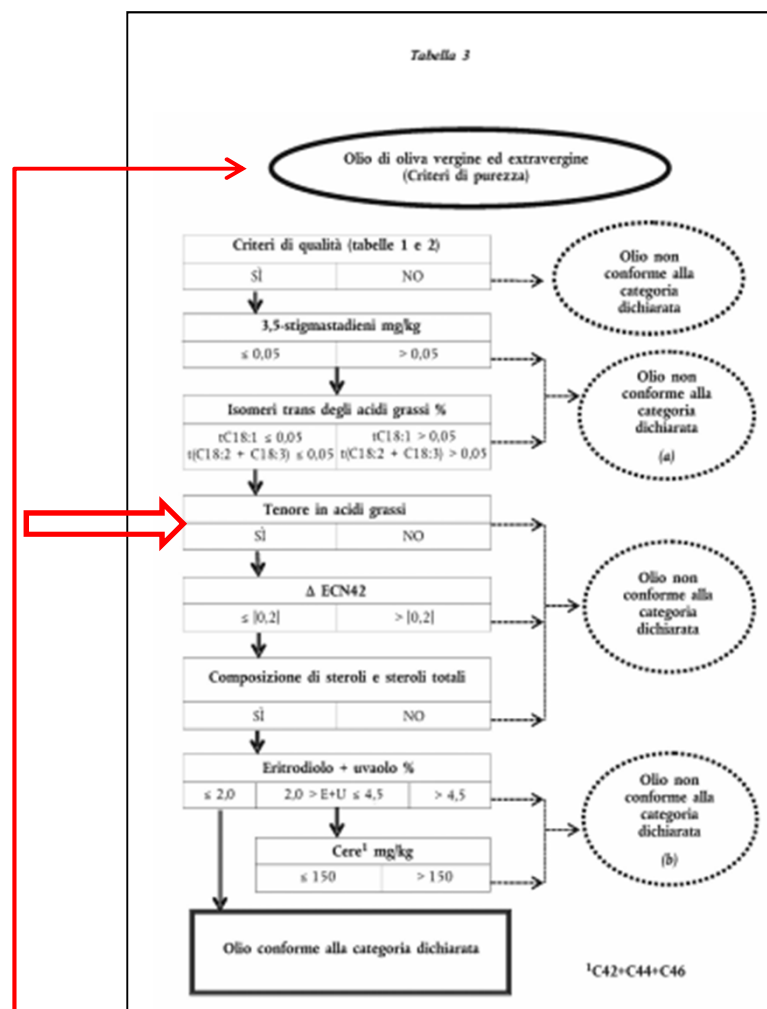 Tabella 3
Olio di oliva vergine ed extravergine
(Criteri di purezza)
Criteri di qualità (tabelle 1 e 2)
SÌ NO
Olio non
conforme alla
categoria
dichiarata
3,5-stigmastadieni mg/kg
≤ 0,05 > 0,05
Isomeri trans degli acidi grassi %
tC18:1 ≤ 0,05 tC18:1 > 0,05
t(C18:2 + C18:3) ≤ 0,05 t(C18:2 + C18:3) > 0,05
Olio non
conforme alla
categoria
dichiarata
(a)
Tenore in acidi grassi
SÌ NO
Δ ECN42
≤ |0,2| > |0,2|
Composizione di steroli e steroli totali
SÌ NO
Olio non
conforme alla
categoria
dichiarata
Eritrodiolo + uvaolo %
≤ 2,0 2,0 > E+U ≤ 4,5 > 4,5
Cere¹ mg/kg
≤ 150 > 150
Olio non
conforme alla
categoria
dichiarata
(b)
Olio conforme alla categoria dichiarata
¹C42+C44+C46